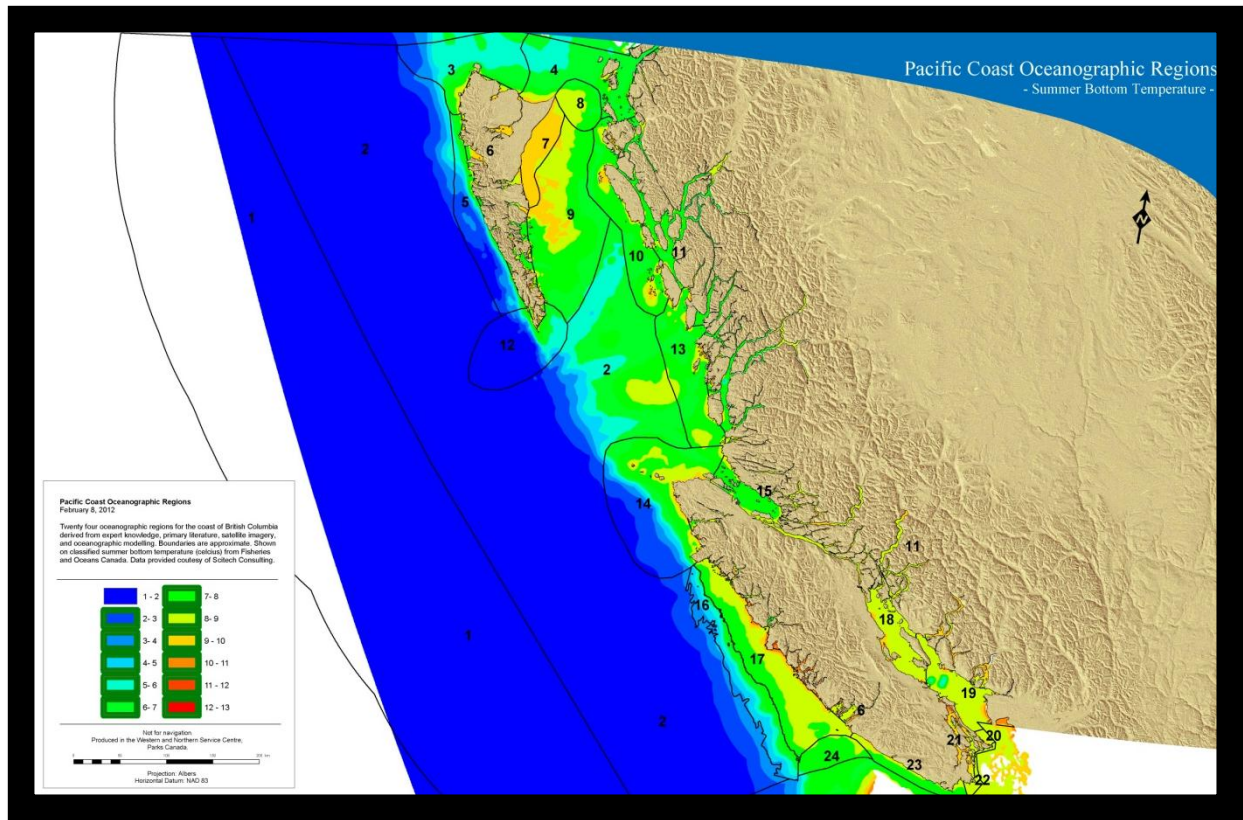 Pacific Coast Oceanographic Regions
- Summer Bottom Temperature -
3
4
8
7
6
2
5
9
1
10
11
N
12
13
2
14
15
11
16
18
1
17
19
6
2
20
21
24
23
22
Pacific Coast Oceanographic Regions
February 8, 2012
Twenty four oceanographic regions for the coast of British Columbia
derived from expert knowledge, primary literature, satellite imagery,
and oceanographic modelling. Boundaries are approximate. Shown
on classified summer bottom temperature (celcius) from Fisheries
and Oceans Canada. Data provided coutesy of Scitech Consulting.
1 - 2
7- 8
2- 3
8- 9
3- 4
9 - 10
4- 5
10 - 11
5- 6
11 - 12
6- 7
12 - 13
Not for navigation
Produced in the Western and Northern Service Centre,
Parks Canada.
Projection: Albers
Horizontal Datum: NAD 83